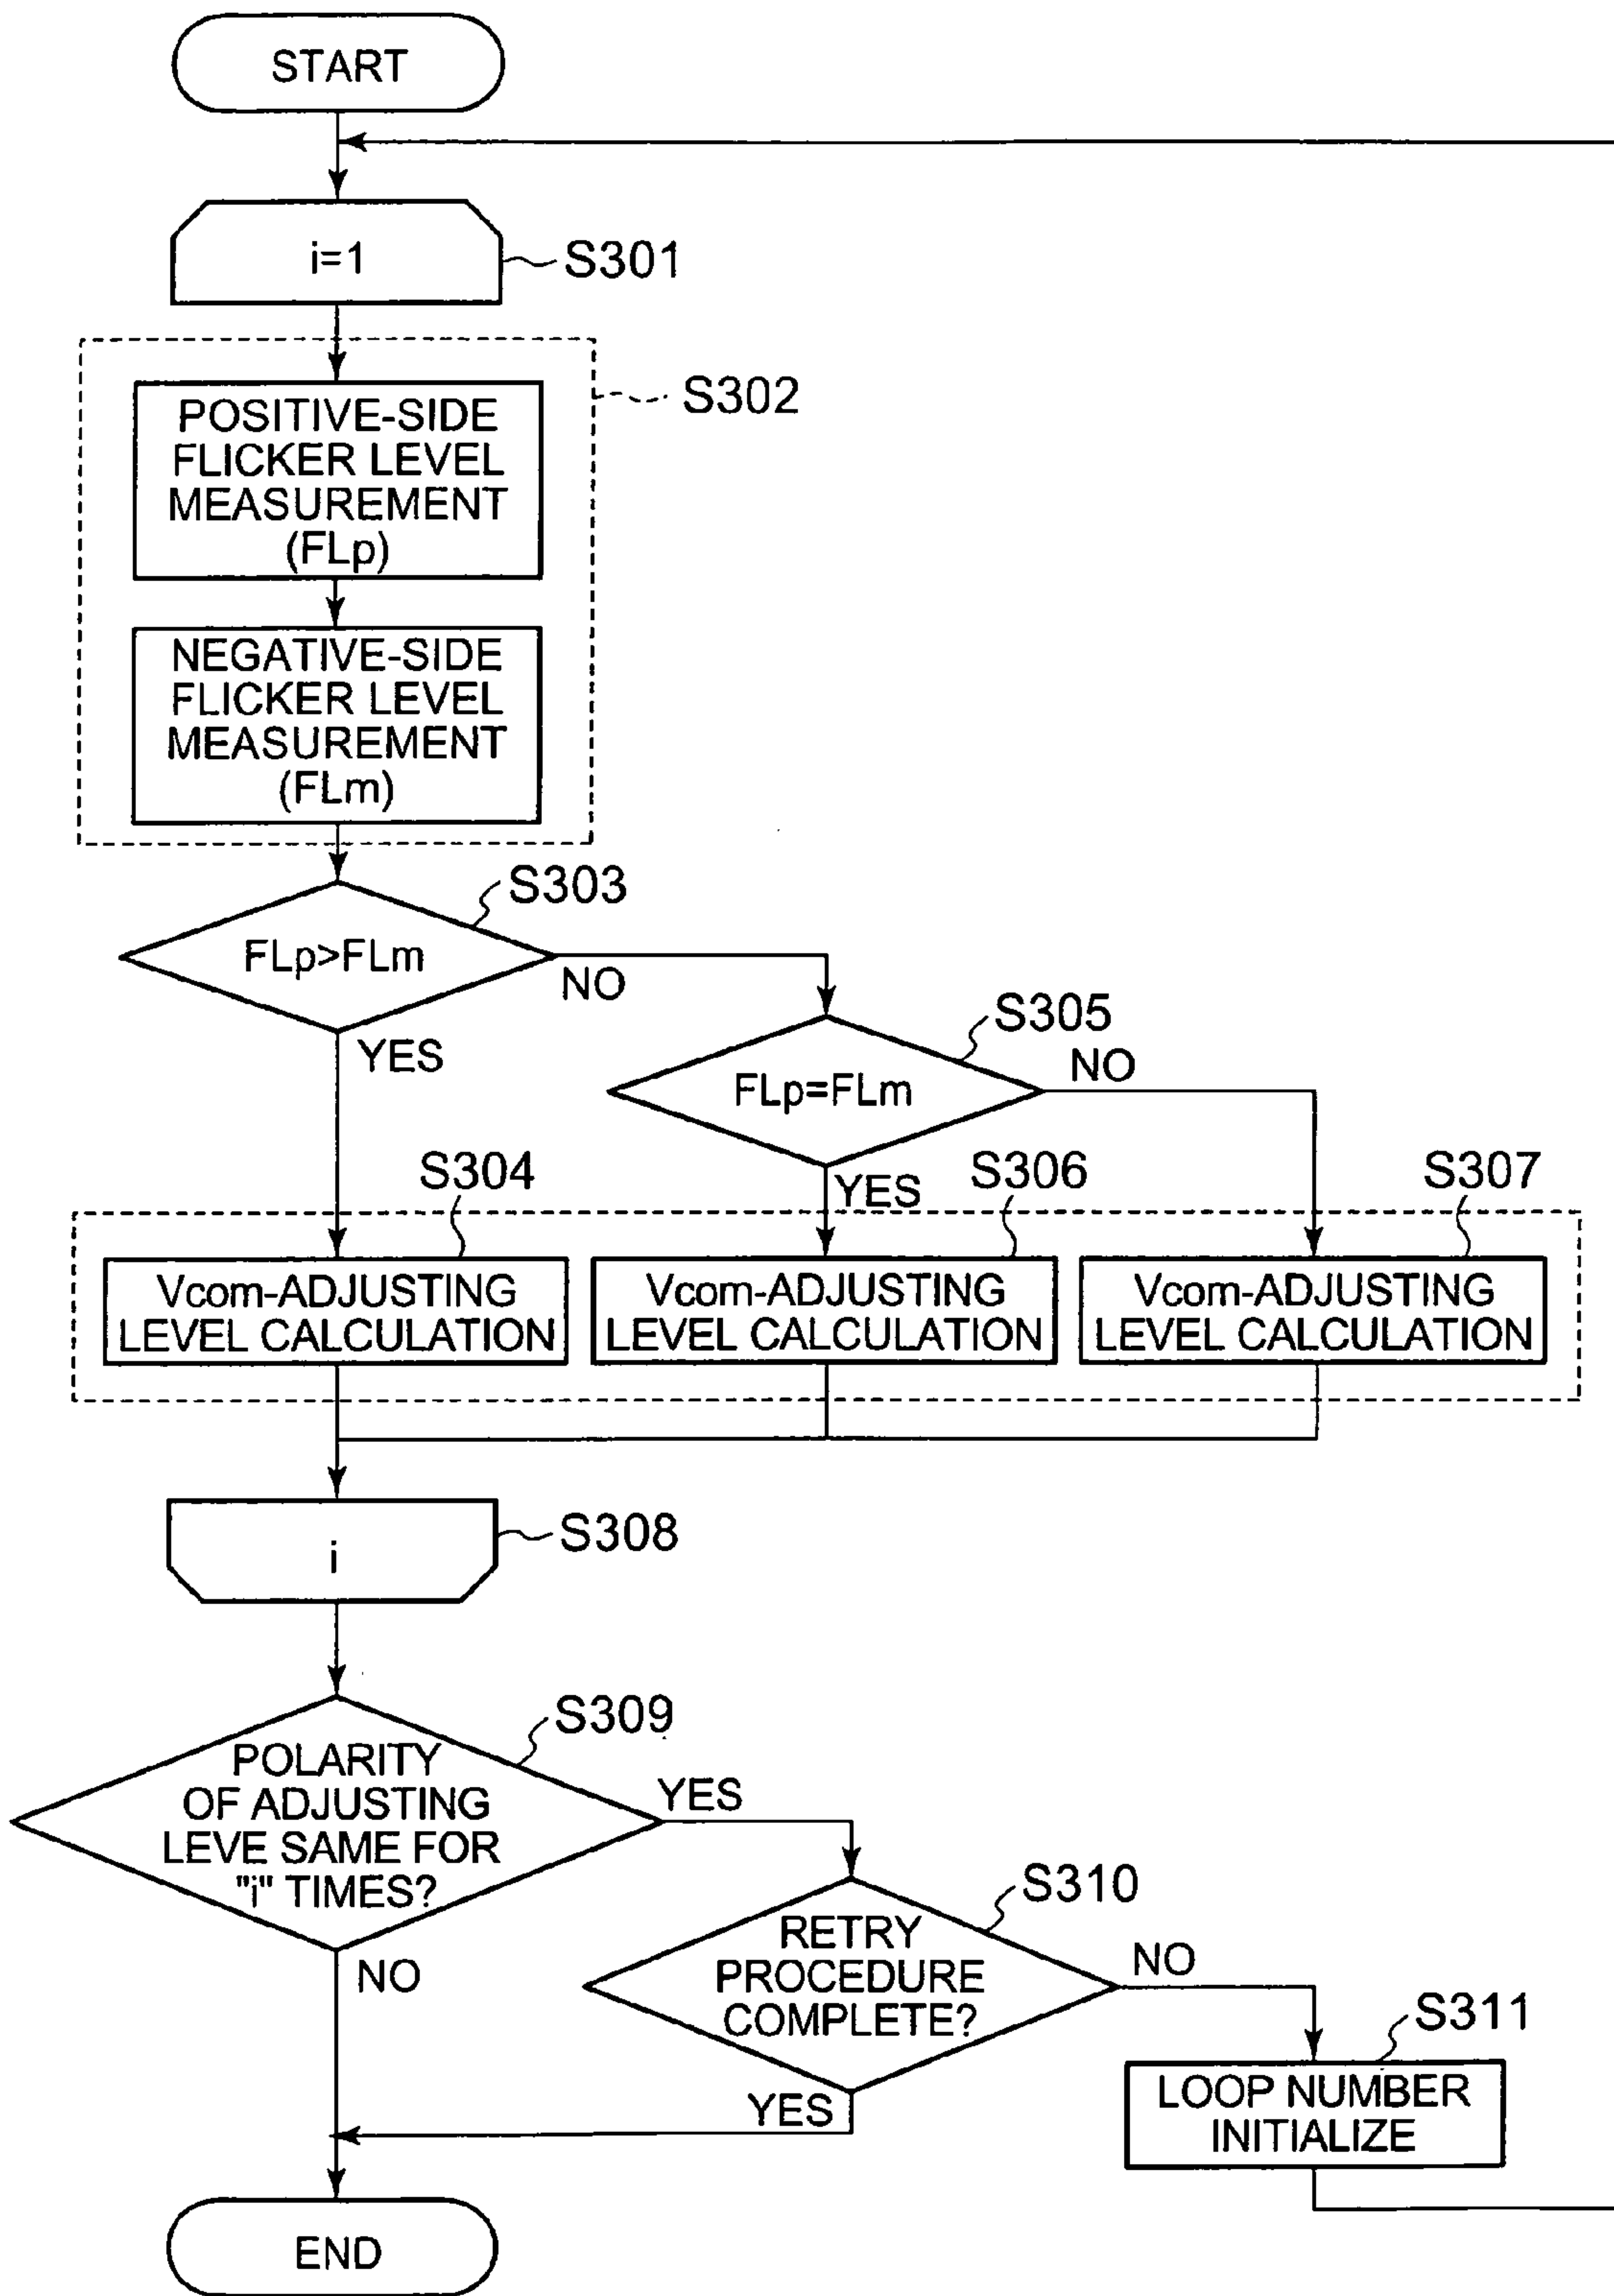 START
i=1
S301
S302
POSITIVE-SIDE
FLICKER LEVEL
MEASUREMENT
(FLp)
NEGATIVE-SIDE
FLICKER LEVEL
MEASUREMENT
(FLm)
S303
FLp>FLm
NO
YES
S305
FLp=FLm
NO
YES
S304
S306
S307
Vcom-ADJUSTING
LEVEL CALCULATION
Vcom-ADJUSTING
LEVEL CALCULATION
Vcom-ADJUSTING
LEVEL CALCULATION
i
S308
S309
POLARITY
OF ADJUSTING
LEVE SAME FOR
"i" TIMES?
YES
NO
S310
RETRY
PROCEDURE
COMPLETE?
NO
YES
S311
LOOP NUMBER
INITIALIZE
END